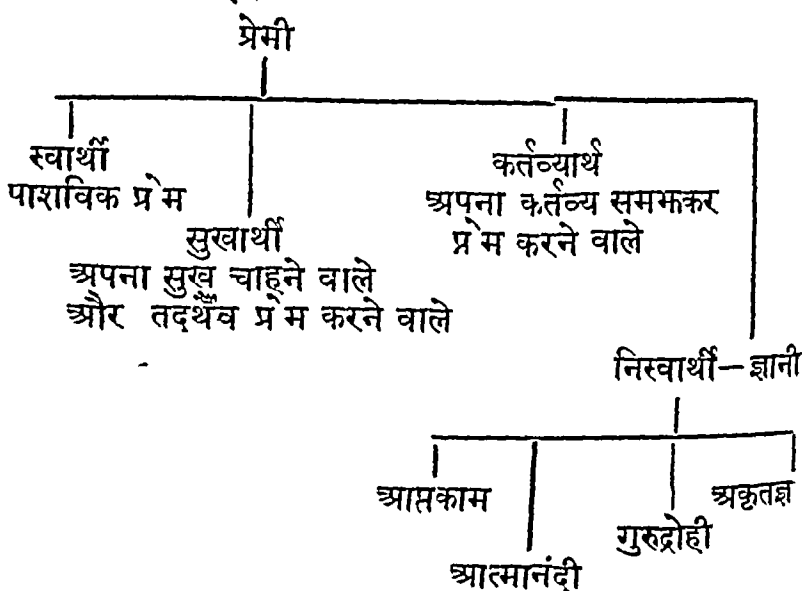 प्रेमी
स्वार्थी
पाशविक प्रेम
सुखार्थी
अपना सुख चाहने वाले
और तदर्थैव प्रेम करने वाले
कर्तव्यार्थ
अपना कर्तव्य समझकर
प्रेम करने वाले
निस्वार्थी—ज्ञानी
आप्तकाम
आत्मानंदी
गुरुद्रोही
अकृतज्ञ